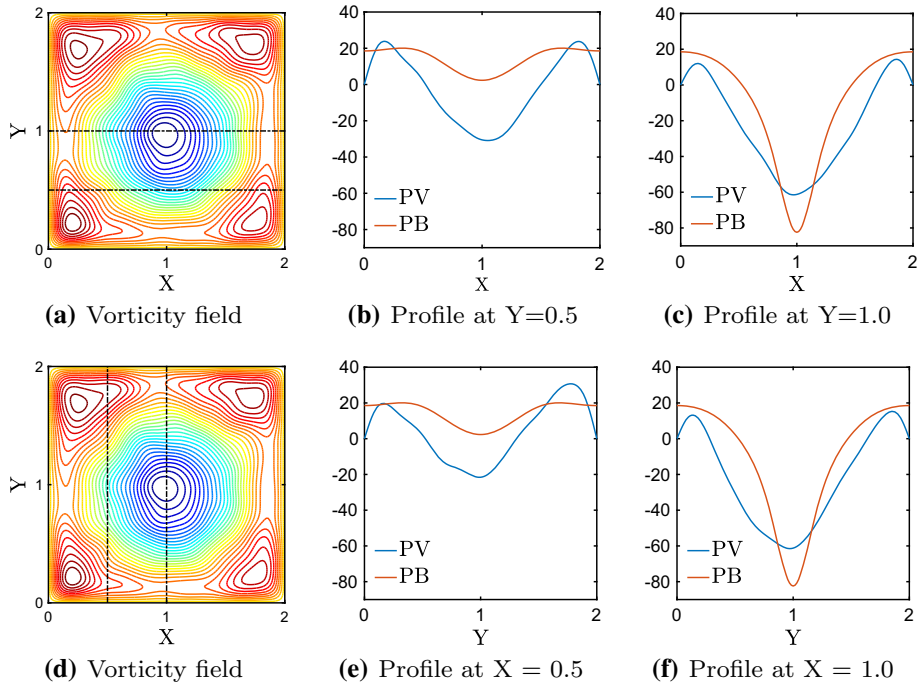 2
Y
1
0
0
1
2
X
(a) Vorticity field
40
20
0
-20
-40
-60
-80
PV
PB
0
1
2
X
(b) Profile at Y=0.5
40
20
0
-20
-40
-60
-80
PV
PB
0
1
2
X
(c) Profile at Y=1.0
2
Y
1
0
0
1
2
X
(d) Vorticity field
40
20
0
-20
-40
-60
-80
PV
PB
0
1
2
Y
(e) Profile at X = 0.5
40
20
0
-20
-40
-60
-80
PV
PB
0
1
2
Y
(f) Profile at X = 1.0